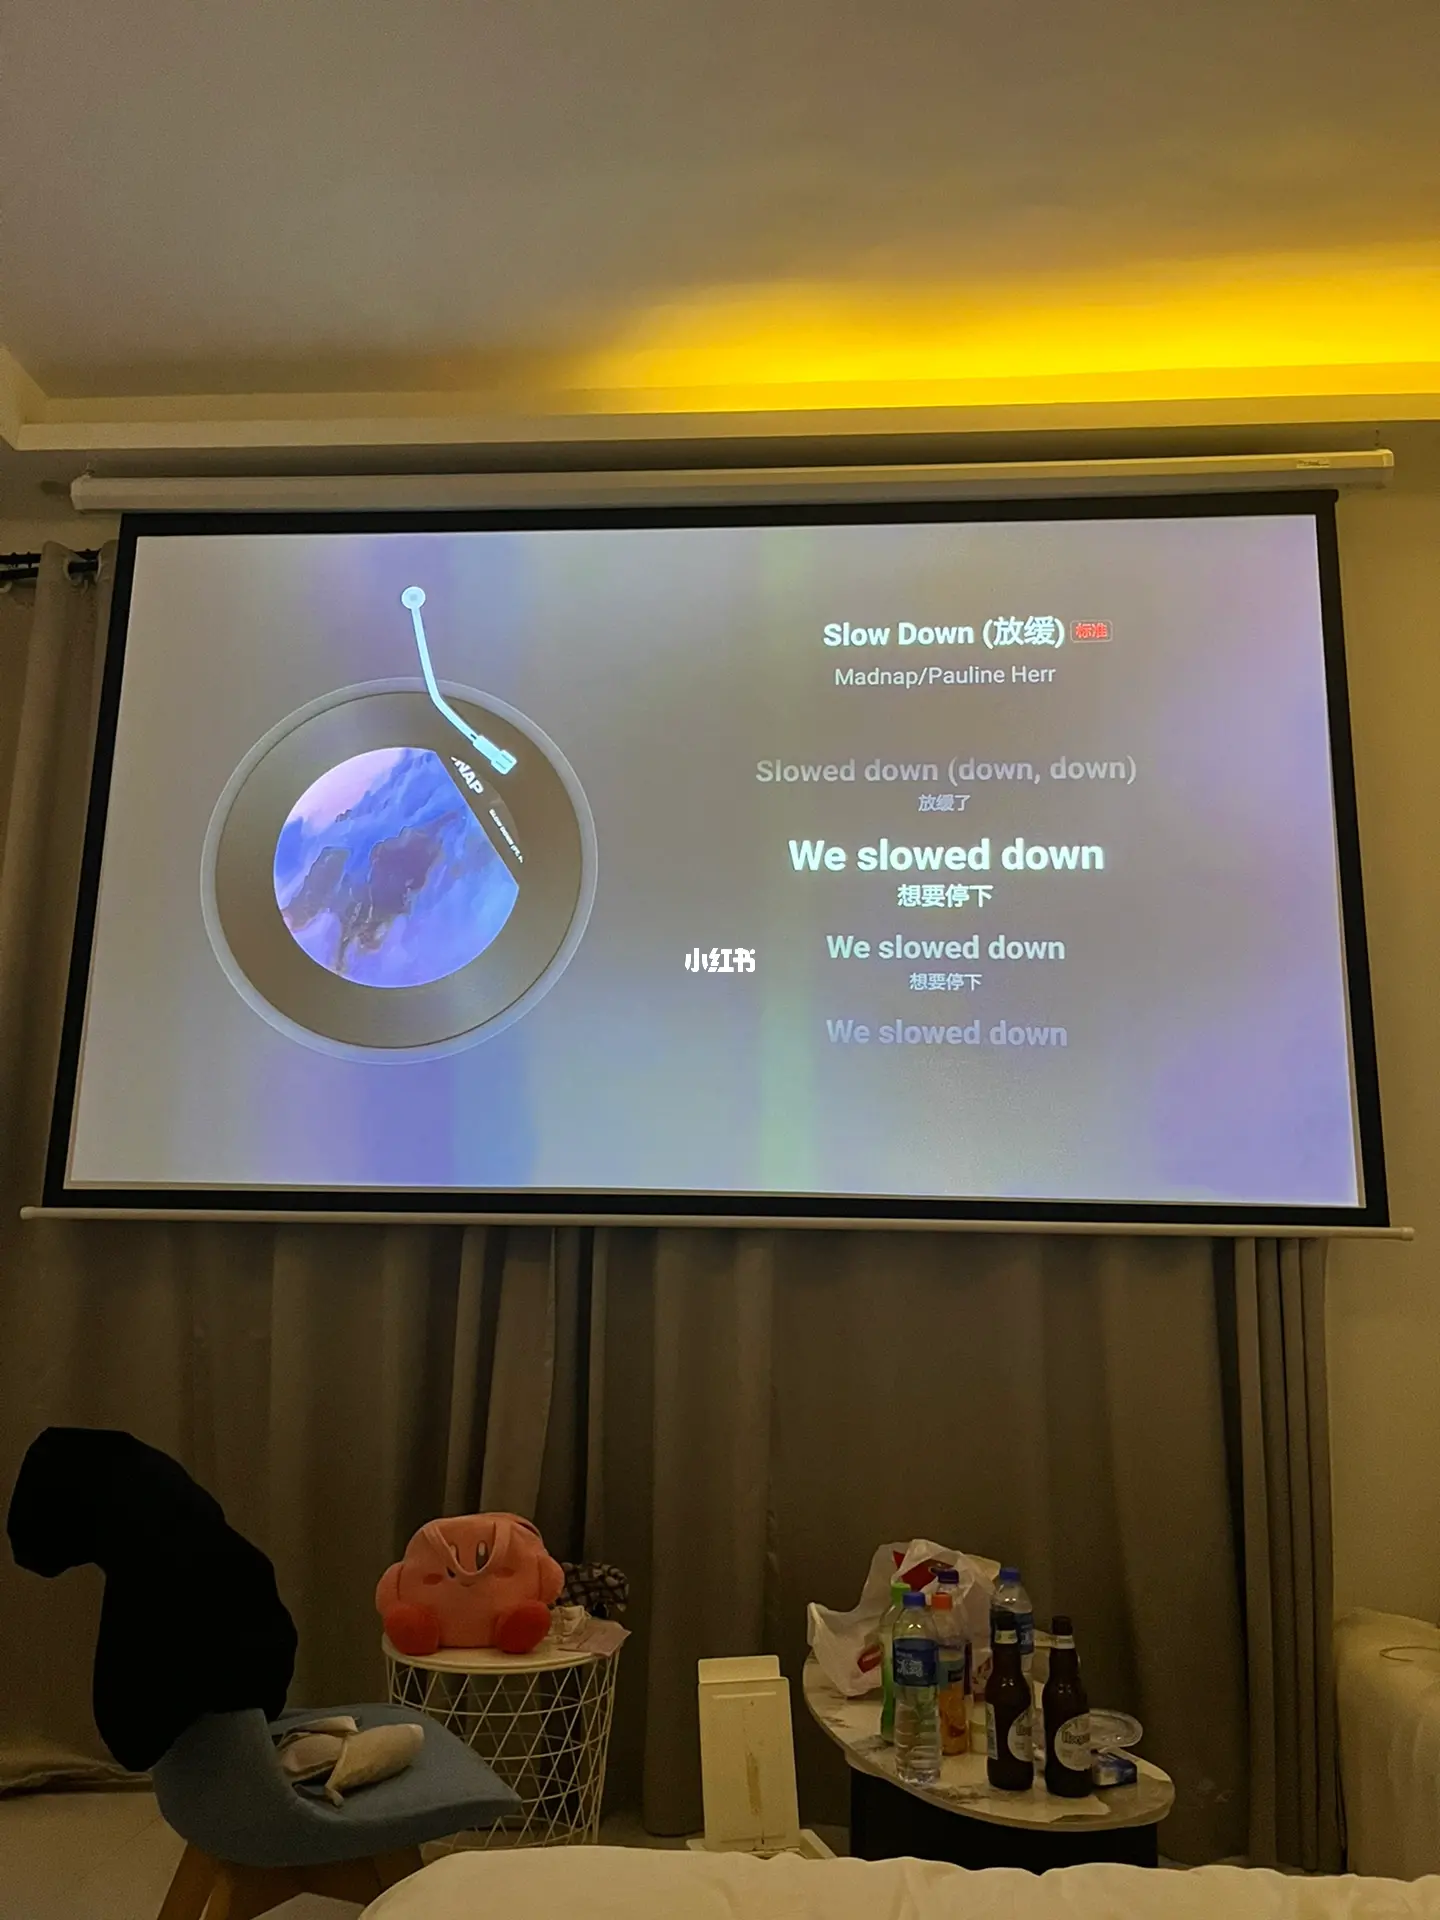 Slow Down (放缓) 标准
Madnap/Pauline Herr
NAP
Slowed down (down, down)
放缓了
We slowed down
想要停下
We slowed down
想要停下
We slowed down
小红书